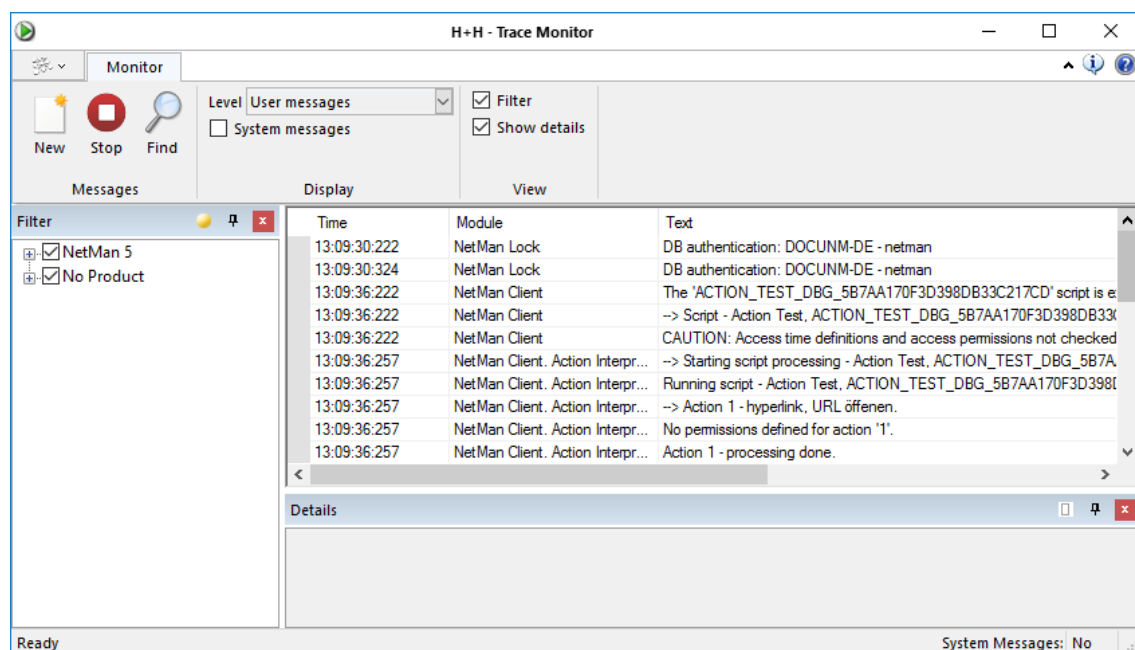 H+H - Trace Monitor
Monitor
New Stop Find
Messages
Level User messages
System messages
Display
Filter
Show details
View
Filter
NetMan 5
No Product
Time Module Text
13:09:30:222 NetMan Lock DB authentication: DOCUNM-DE - netman
13:09:30:324 NetMan Lock DB authentication: DOCUNM-DE - netman
13:09:36:222 NetMan Client The 'ACTION_TEST_DBG_5B7AA170F3D398DB33C217CD' script is e
13:09:36:222 NetMan Client --> Script - Action Test, ACTION_TEST_DBG_5B7AA170F3D398DB33
13:09:36:222 NetMan Client CAUTION: Access time definitions and access permissions not checked
13:09:36:257 NetMan Client. Action Interpr... --> Starting script processing - Action Test, ACTION_TEST_DBG_5B7A
13:09:36:257 NetMan Client. Action Interpr... Running script - Action Test, ACTION_TEST_DBG_5B7AA170F3D398
13:09:36:257 NetMan Client. Action Interpr... --> Action 1 - hyperlink, URL öffenen.
13:09:36:257 NetMan Client. Action Interpr... No permissions defined for action '1'.
13:09:36:257 NetMan Client. Action Interpr... Action 1 - processing done.
Details
Ready
System Messages: No